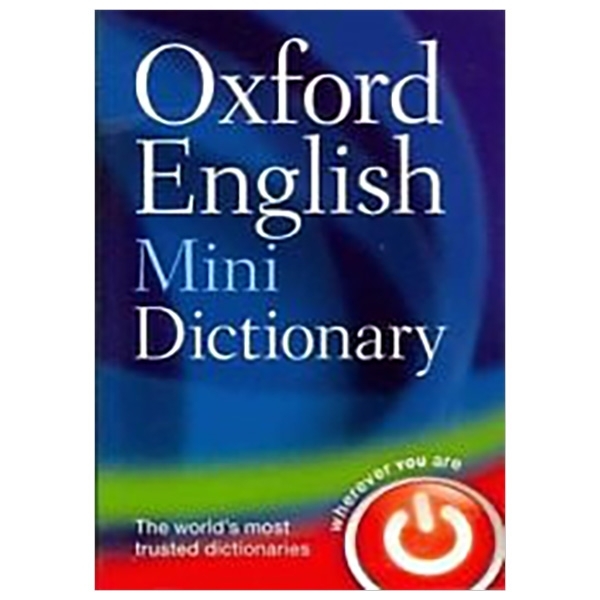 Oxford
English
Mini
Dictionary
wherever you are
The world's most
trusted dictionaries